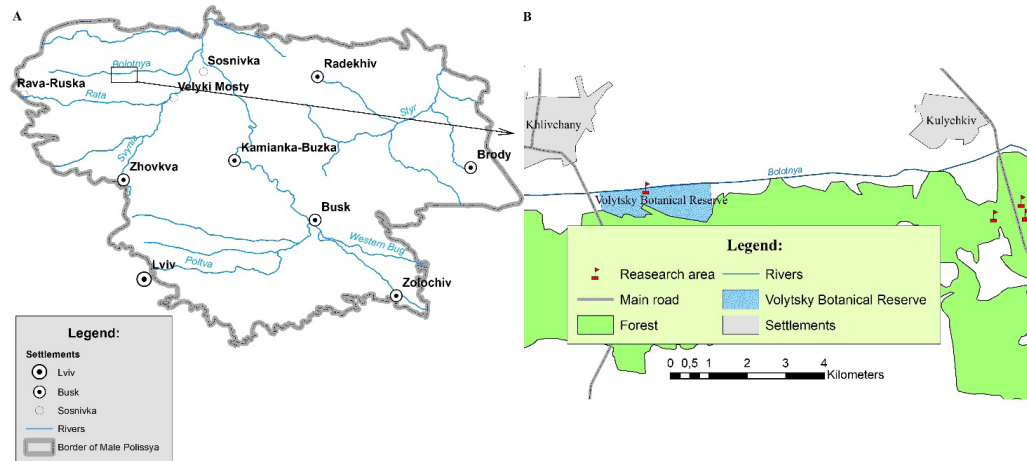 A
Sosnivka
Radekhiv
Bolotnya
Rava-Ruska
Rata
Velyki Mosty
Styr
Svynia
Kamianka-Buzka
Zhovkva
Brody
Busk
Western Bug
Poltva
Lviv
Zolochiv
Legend:
Settlements
Lviv
Busk
Sosnivka
Rivers
Border of Male Polissya
B
Khlivchany
Kulychkiv
Bolotnya
Volytsky Botanical Reserve
Legend:
Reasearch area
Rivers
Main road
Volytsky Botanical Reserve
Forest
Settlements
0 0,5 1 2 3 4
Kilometers